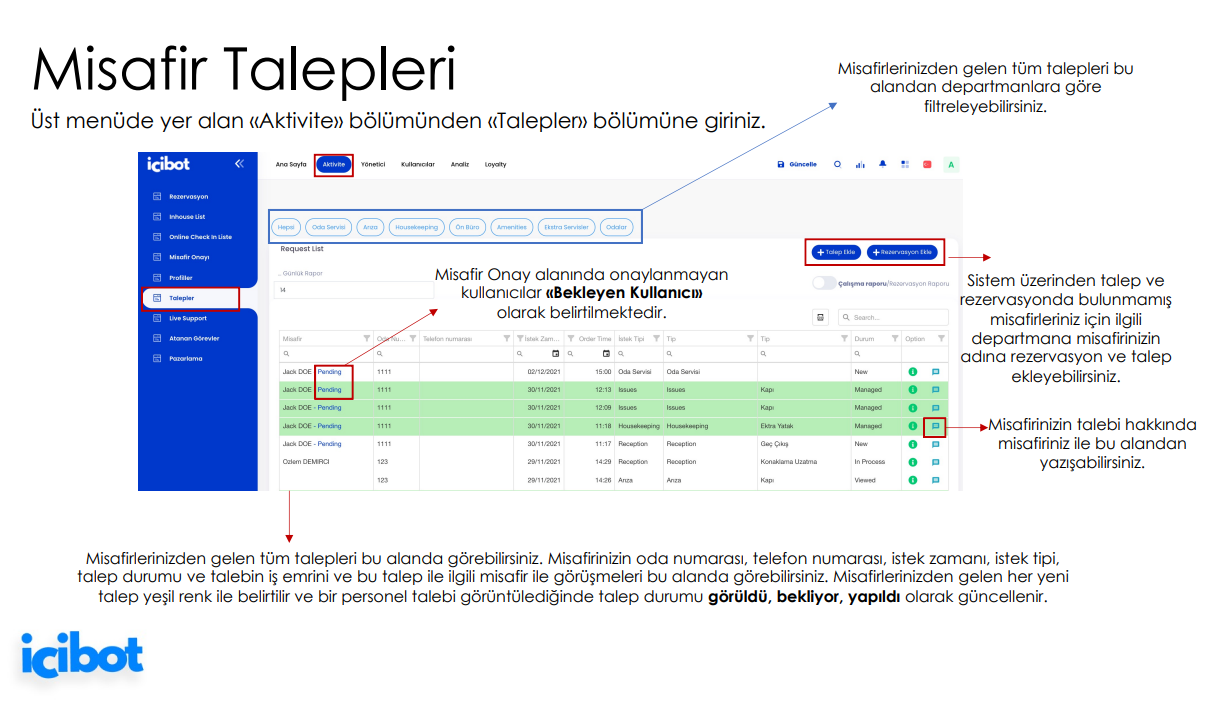 Misafir Talepleri
Üst menüde yer alan «Aktivite» bölümünden «Talepler» bölümüne giriniz.
Misafirlerinizden gelen tüm talepleri bu
alandan departmanlara göre
filtreleyebilirsiniz.
icibot
Ana Sayfa Aktivite Yönetici Kullanıcılar Analiz Loyalty
Güncelle
A
Rezervasyon
Inhouse List
Online Check In Liste
Misafir Onayı
Profiller
Talepler
Live Support
Atanan Görevler
Pazarlama
Hepsi Oda Servisi Arıza Housekeeping Ön Büro Amenities Ekstra Servisler Odalar
Request List
+ Talep Ekle + Rezervasyon Ekle
... Günlük Rapor
14
Çalışma raporu/Rezervasyon Raporu
Search...
Misafir Onay alanında onaylanmayan
kullanıcılar «Bekleyen Kullanıcı»
olarak belirtilmektedir.
Sistem üzerinden talep ve
rezervasyonda bulunmamış
misafirleriniz için ilgili
departmana misafirinizin
adına rezervasyon ve talep
ekleyebilirsiniz.
Misafir Oda Nu... Telefon numarası İstek Zam... Order Time İstek Tipi Tip Tip Durum Option
Jack DOE - Pending 1111 02/12/2021 15:00 Oda Servisi Oda Servisi New
Jack DOE - Pending 1111 30/11/2021 12:13 Issues Issues Kapı Managed
Jack DOE - Pending 1111 30/11/2021 12:09 Issues Issues Kapı Managed
Jack DOE - Pending 1111 30/11/2021 11:18 Housekeeping Housekeeping Ektra Yatak Managed
Jack DOE - Pending 1111 30/11/2021 11:17 Reception Reception Geç Çıkış New
Ozlem DEMIRCI 123 29/11/2021 14:29 Reception Reception Konaklama Uzatma In Process
123 29/11/2021 14:26 Arıza Arıza Kapı Viewed
Misafirinizin talebi hakkında
misafiriniz ile bu alandan
yazışabilirsiniz.
Misafirlerinizden gelen tüm talepleri bu alanda görebilirsiniz. Misafirinizin oda numarası, telefon numarası, istek zamanı, istek tipi,
talep durumu ve talebin iş emrini ve bu talep ile ilgili misafir ile görüşmeleri bu alanda görebilirsiniz. Misafirlerinizden gelen her yeni
talep yeşil renk ile belirtilir ve bir personel talebi görüntülediğinde talep durumu görüldü, bekliyor, yapıldı olarak güncellenir.
icibot